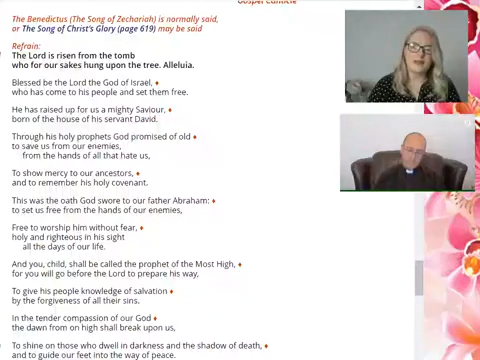 Gospel Canticle
The Benedictus (The Song of Zechariah) is normally said,
or The Song of Christ's Glory (page 619) may be said
Refrain:
The Lord is risen from the tomb
who for our sakes hung upon the tree. Alleluia.
Blessed be the Lord the God of Israel, ♦
who has come to his people and set them free.
He has raised up for us a mighty Saviour, ♦
born of the house of his servant David.
Through his holy prophets God promised of old ♦
to save us from our enemies,
from the hands of all that hate us,
To show mercy to our ancestors, ♦
and to remember his holy covenant.
This was the oath God swore to our father Abraham: ♦
to set us free from the hands of our enemies,
Free to worship him without fear, ♦
holy and righteous in his sight
all the days of our life.
And you, child, shall be called the prophet of the Most High, ♦
for you will go before the Lord to prepare his way,
To give his people knowledge of salvation ♦
by the forgiveness of all their sins.
In the tender compassion of our God ♦
the dawn from on high shall break upon us,
To shine on those who dwell in darkness and the shadow of death, ♦
and to guide our feet into the way of peace.